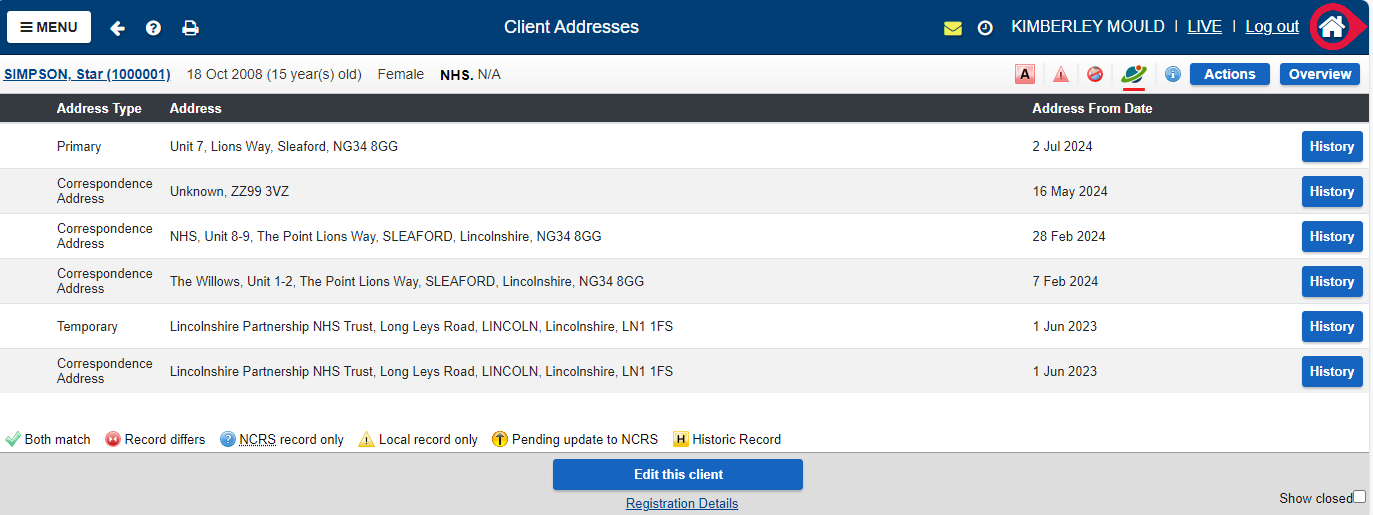 MENU
Client Addresses
KIMBERLEY MOULD | LIVE | Log out
SIMPSON, Star (1000001) 18 Oct 2008 (15 year(s) old) Female NHS. N/A
A
Actions
Overview
Address Type Address Address From Date
Primary Unit 7, Lions Way, Sleaford, NG34 8GG 2 Jul 2024 History
Correspondence Address Unknown, ZZ99 3VZ 16 May 2024 History
Correspondence Address NHS, Unit 8-9, The Point Lions Way, SLEAFORD, Lincolnshire, NG34 8GG 28 Feb 2024 History
Correspondence Address The Willows, Unit 1-2, The Point Lions Way, SLEAFORD, Lincolnshire, NG34 8GG 7 Feb 2024 History
Temporary Lincolnshire Partnership NHS Trust, Long Leys Road, LINCOLN, Lincolnshire, LN1 1FS 1 Jun 2023 History
Correspondence Address Lincolnshire Partnership NHS Trust, Long Leys Road, LINCOLN, Lincolnshire, LN1 1FS 1 Jun 2023 History
Both match Record differs NCRS record only Local record only Pending update to NCRS H Historic Record
Edit this client
Registration Details
Show closed